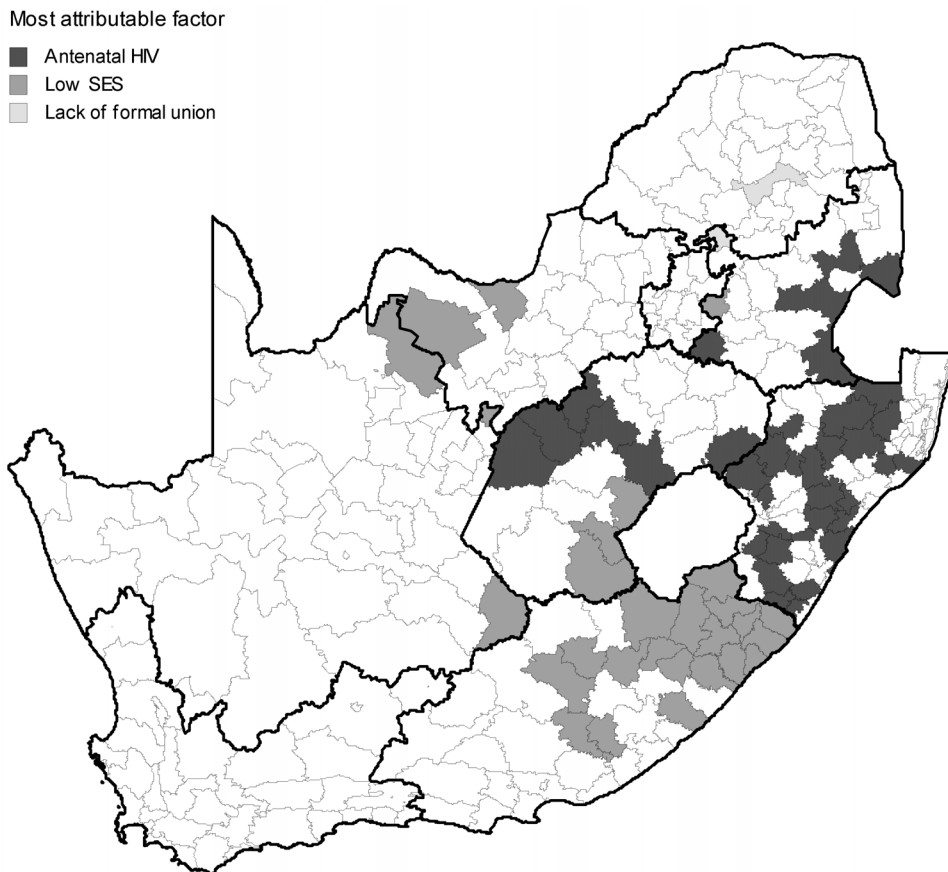 Most attributable factor
Antenatal HIV
Low SES
Lack of formal union